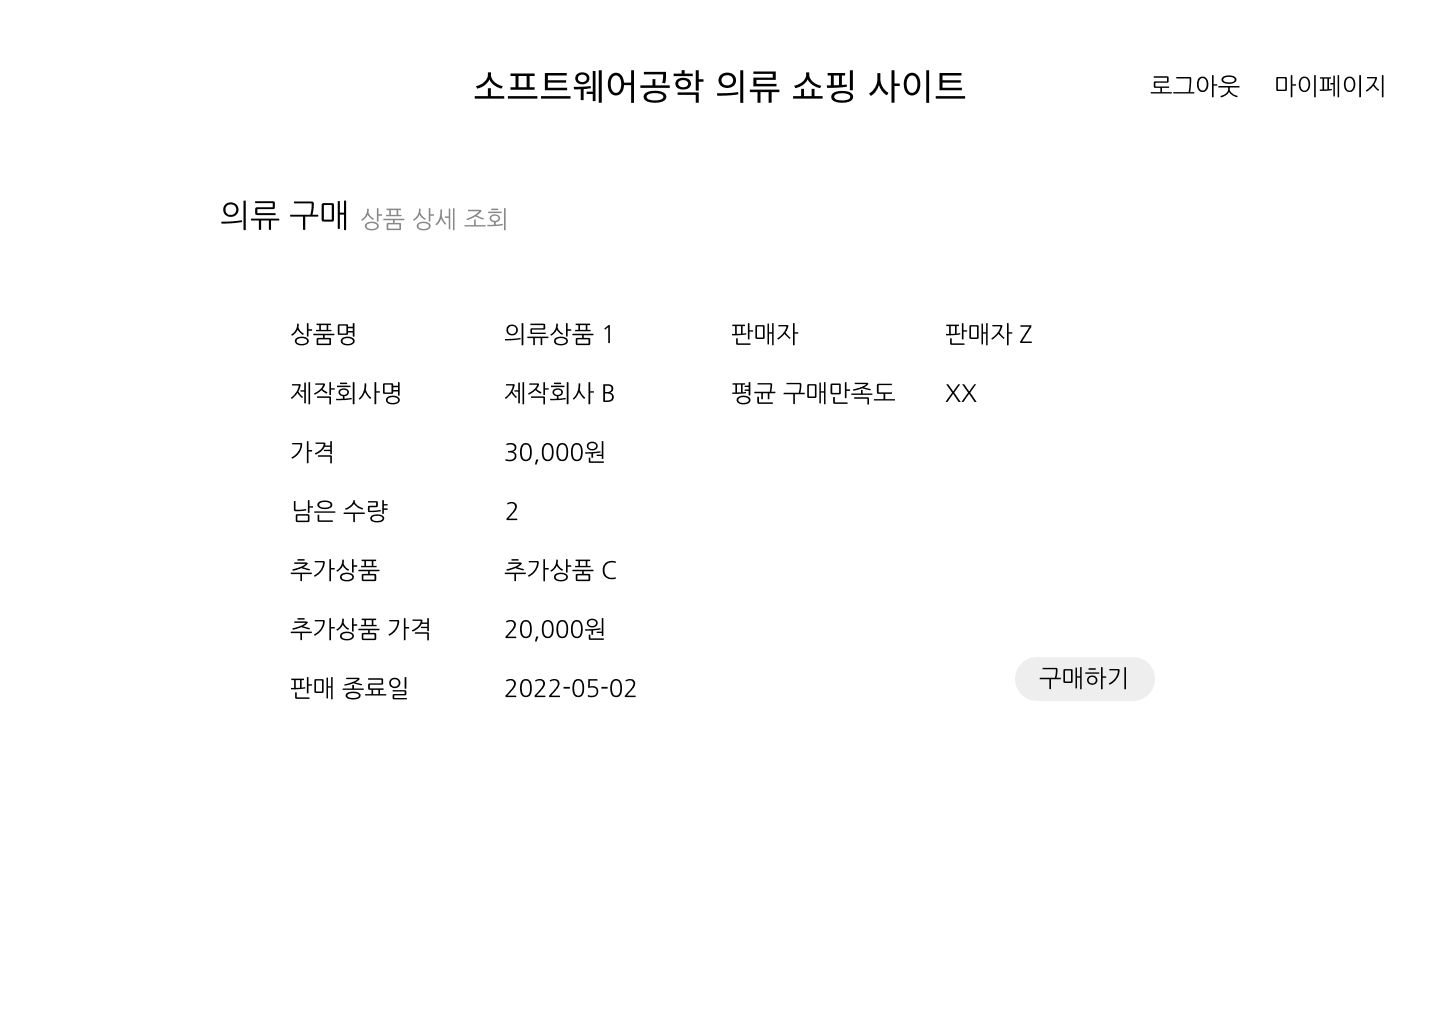 소프트웨어공학 의류 쇼핑 사이트 로그아웃 마이페이지
의류 구매 상품 상세 조회
상품명 의류상품 1 판매자 판매자 Z
제작회사명 제작회사 B 평균 구매만족도 XX
가격 30,000원
남은 수량 2
추가상품 추가상품 C
추가상품 가격 20,000원
판매 종료일 2022-05-02 구매하기